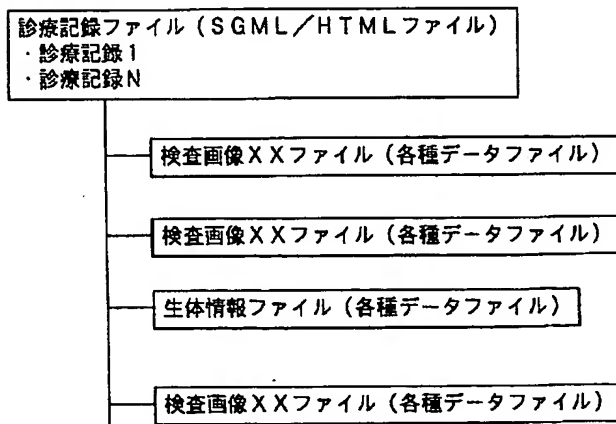 診療記録ファイル（ＳＧＭＬ／ＨＴＭＬファイル）
・診療記録１
・診療記録Ｎ
検査画像ＸＸファイル（各種データファイル）
検査画像ＸＸファイル（各種データファイル）
生体情報ファイル（各種データファイル）
検査画像ＸＸファイル（各種データファイル）